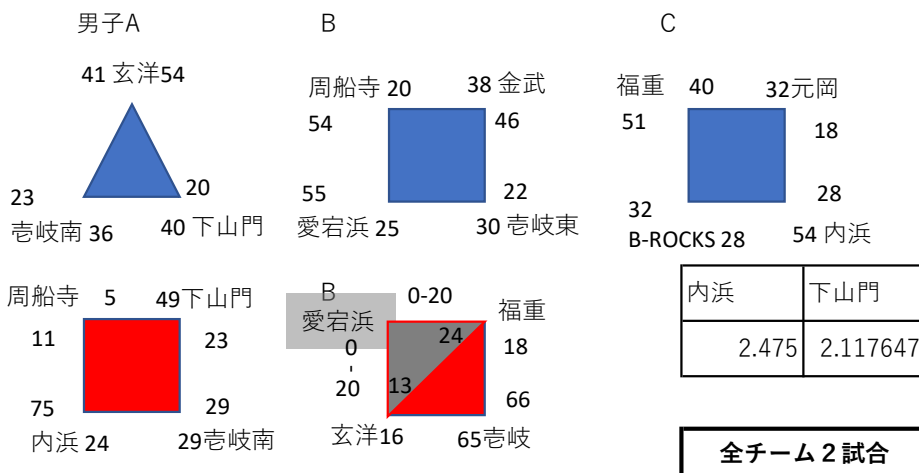 男子A B C
41 玄洋54
周船寺 20 38 金武
福重 40 32元岡
54 46
51 18
23 20
55 22
32 28
壱岐南 36 40 下山門
愛宕浜 25 30 壱岐東
B-ROCKS 28 54 内浜
周船寺 5 49下山門
B 0-20
愛宕浜 福重
内浜 下山門
2.475 2.117647
11 23
0 - 20 24 18
13
75 29
66
内浜 24 29壱岐南
玄洋16 65壱岐
全チーム２試合